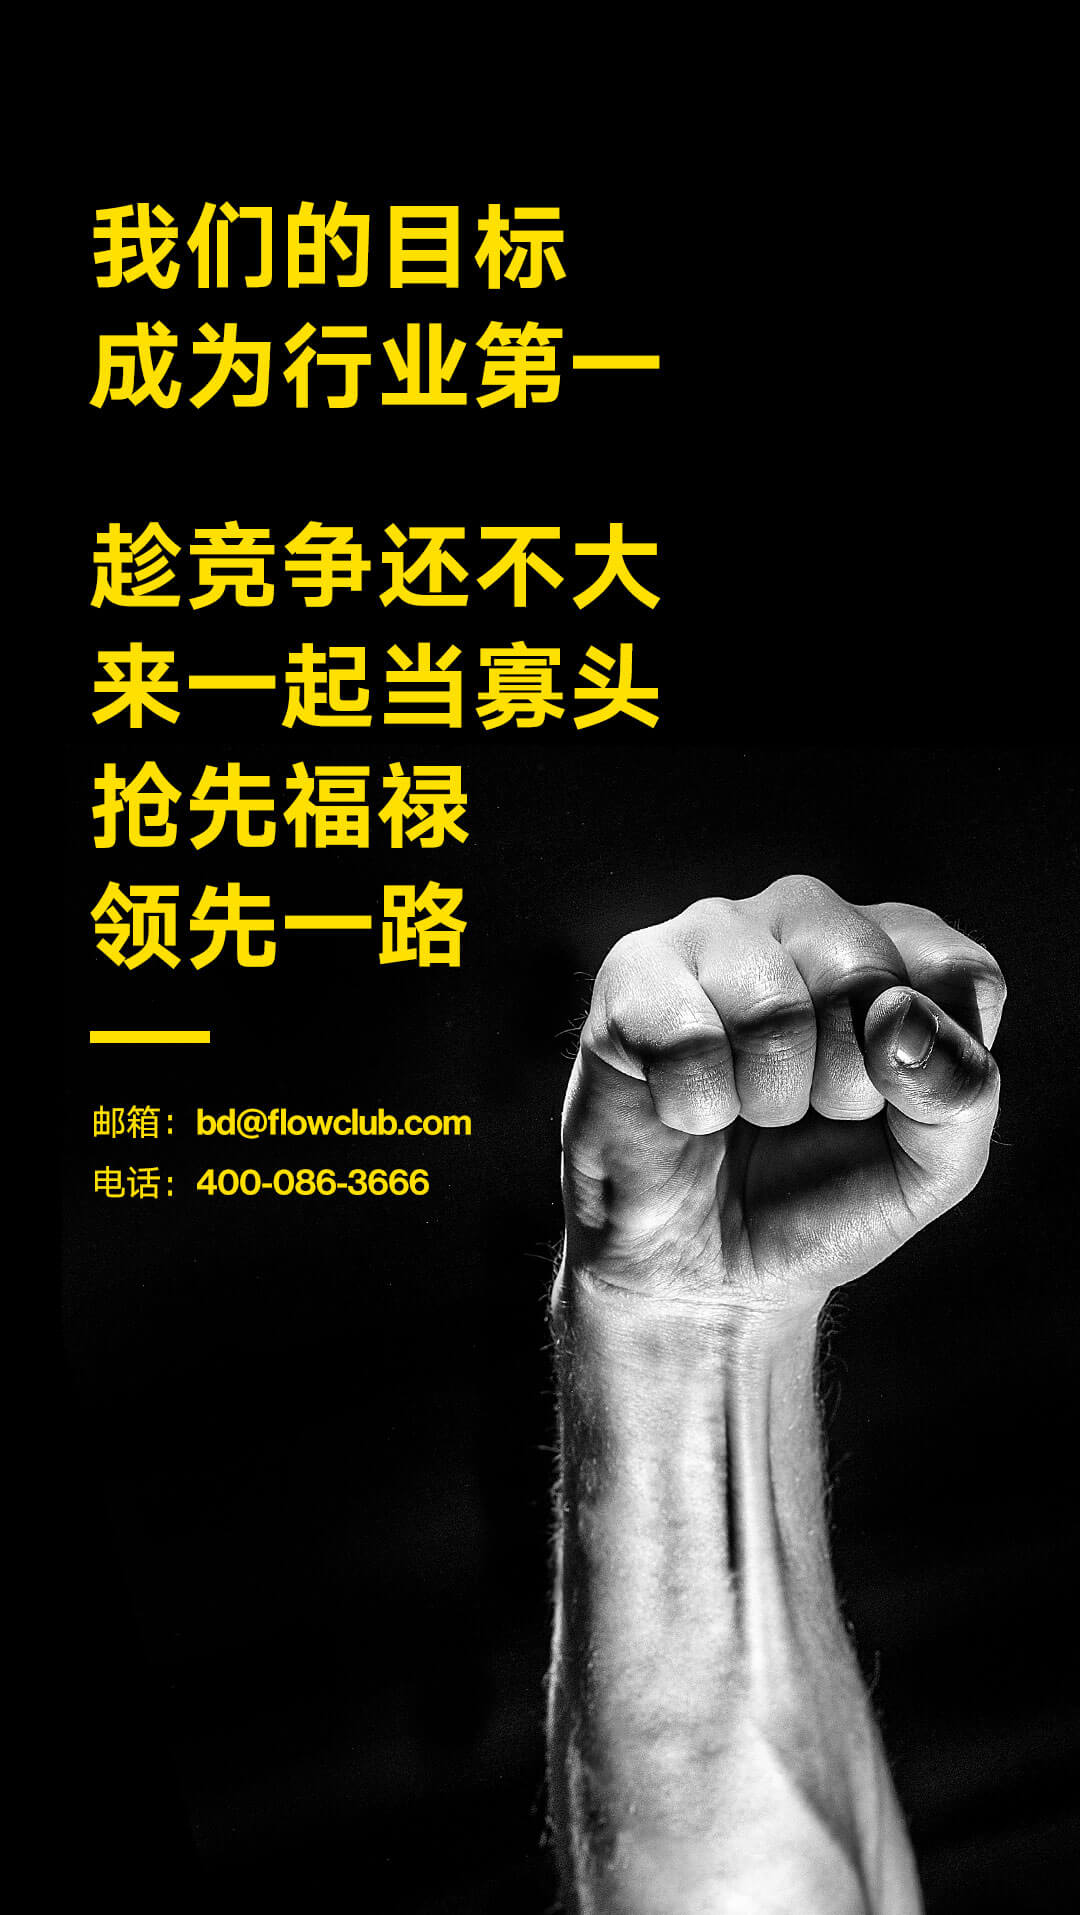 我们的目标
成为行业第一
趁竞争还不大
来一起当寡头
抢先福禄
领先一路
邮箱：bd@flowclub.com
电话：400-086-3666